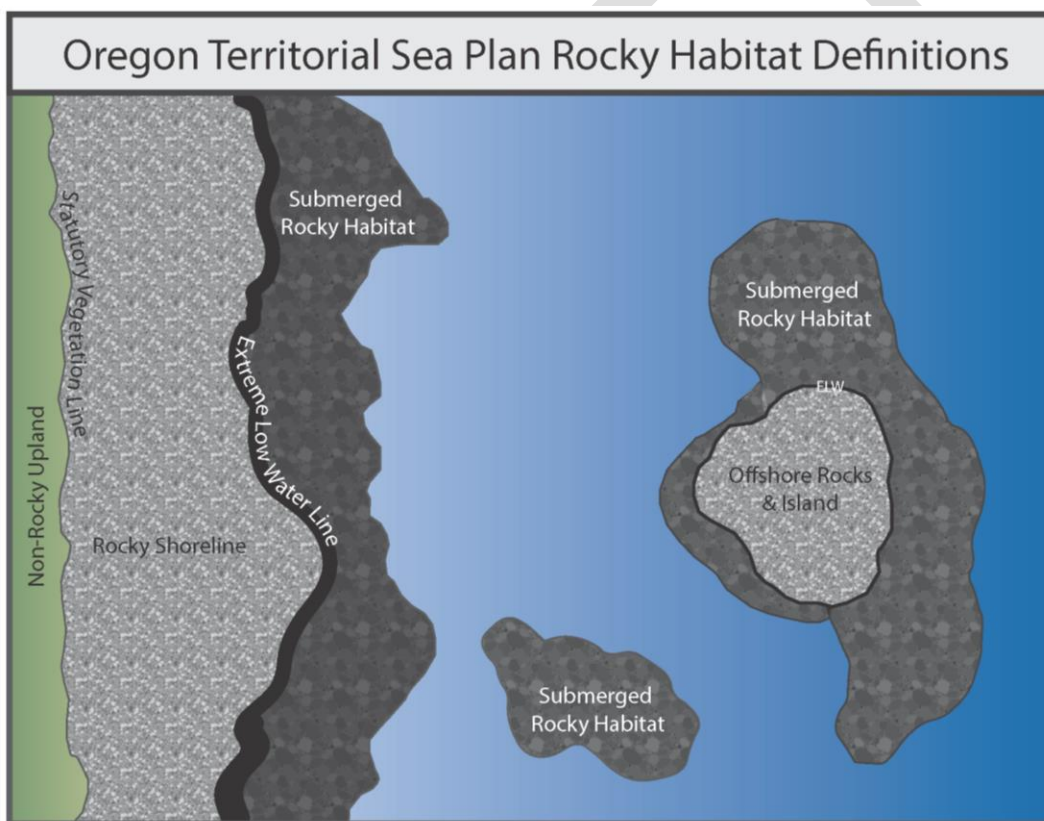 Oregon Territorial Sea Plan Rocky Habitat Definitions
Non-Rocky Upland
Statutory Vegetation Line
Rocky Shoreline
Extreme Low Water Line
Submerged
Rocky Habitat
Submerged
Rocky Habitat
ELW
Offshore Rocks
& Island
Submerged
Rocky Habitat